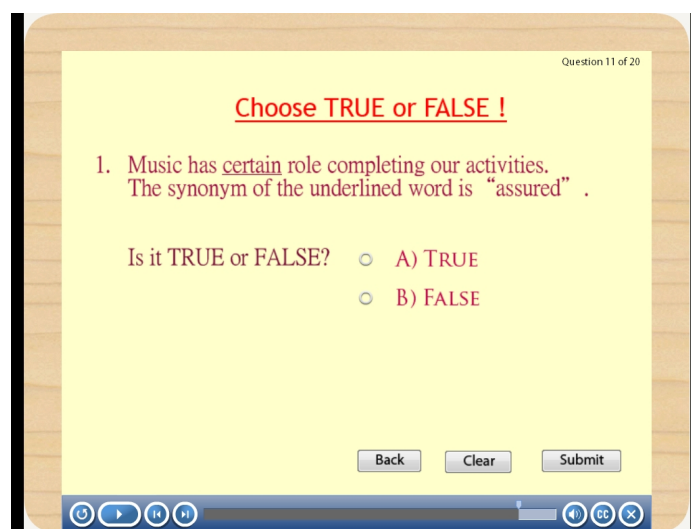 Question 11 of 20
Choose TRUE or FALSE !
1. Music has certain role completing our activities.
The synonym of the underlined word is “assured” .
Is it TRUE or FALSE?
A) TRUE
B) FALSE
Back Clear Submit
CC